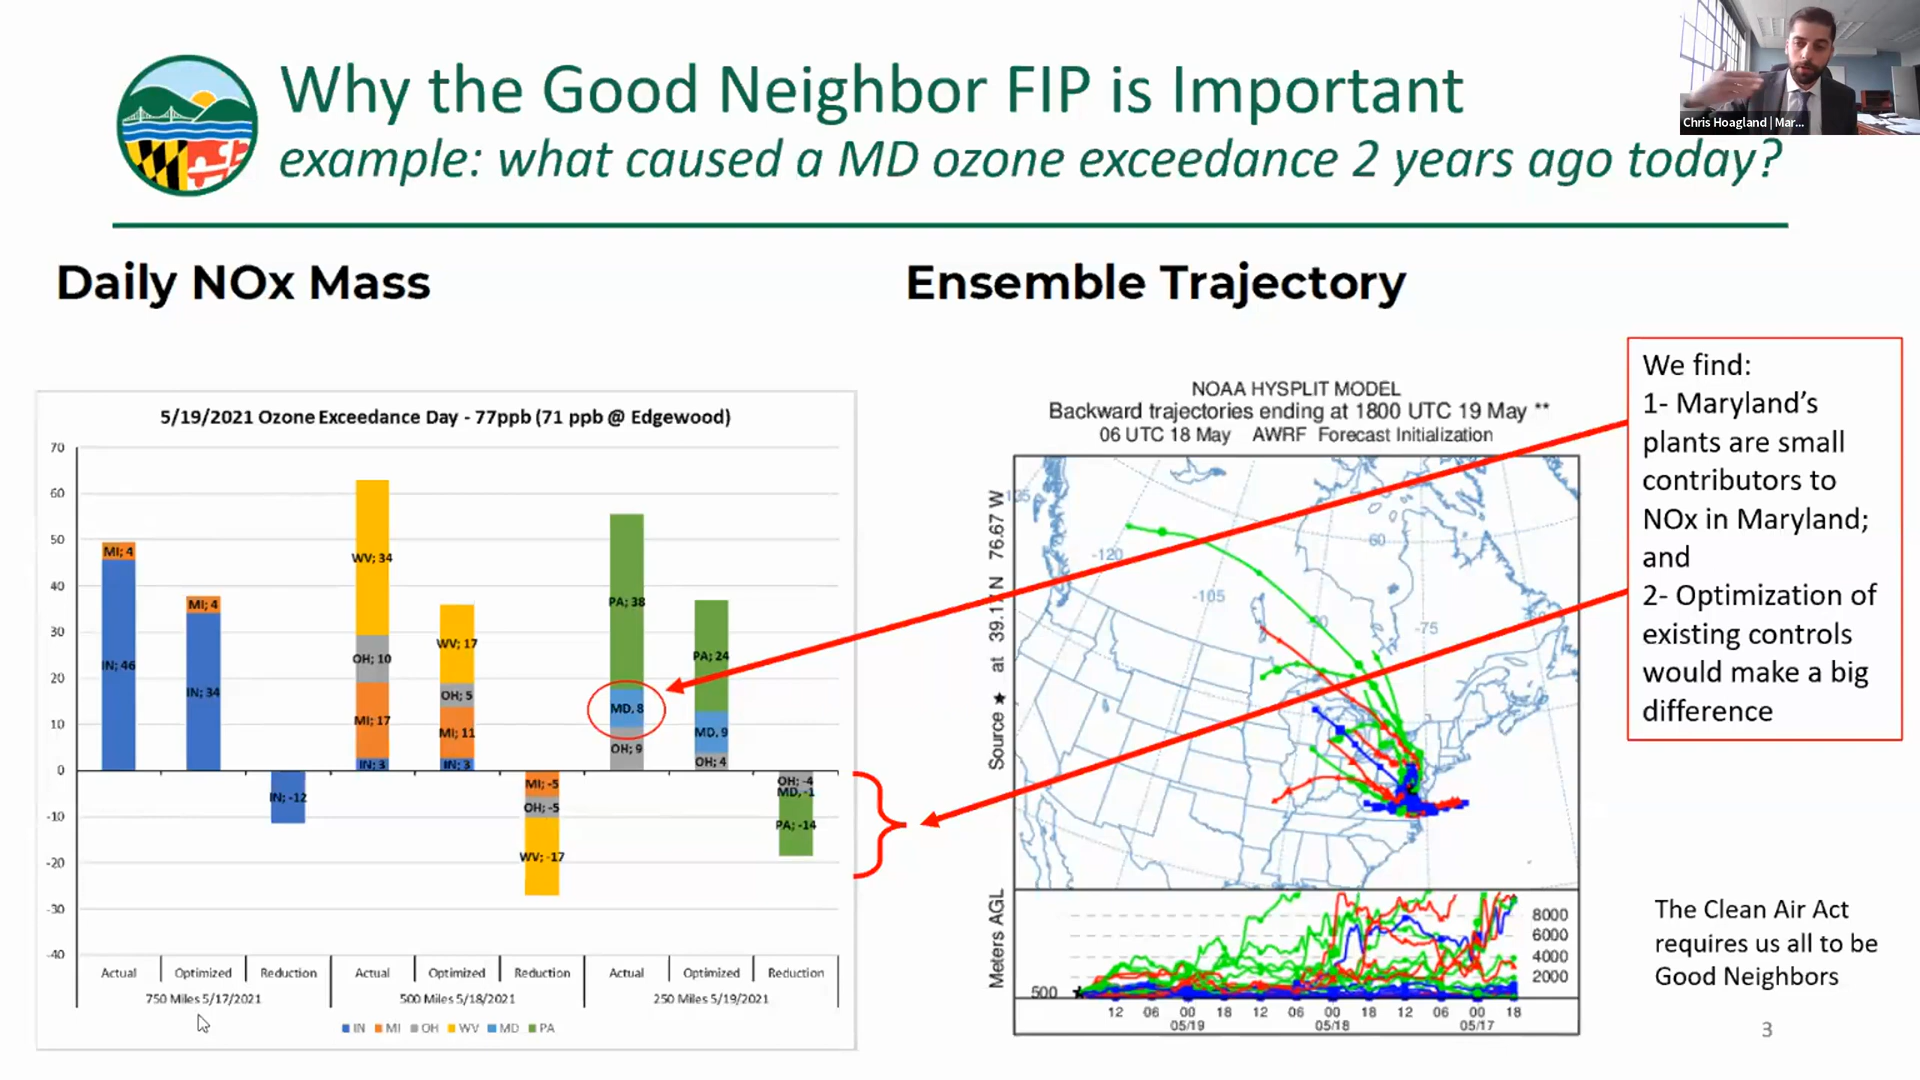 Why the Good Neighbor FIP is Important
example: what caused a MD ozone exceedance 2 years ago today?
Chris Hoagland | Mar...
Daily NOx Mass
Ensemble Trajectory
5/19/2021 Ozone Exceedance Day - 77ppb (71 ppb @ Edgewood)
70
60
50
40
30
20
10
0
-10
-20
-30
-40
MI; 4
IN; 46
MI; 4
IN; 34
IN; -12
WV; 34
OH; 10
MI; 17
IN; 3
WV; 17
OH; 5
MI; 11
IN; 3
MI; -5
OH; -5
WV; -17
PA; 38
MD, 8
OH; 9
PA; 24
MD, 9
OH; 4
OH; -4
MD, -1
PA; -14
Actual Optimized Reduction Actual Optimized Reduction Actual Optimized Reduction
750 Miles 5/17/2021 500 Miles 5/18/2021 250 Miles 5/19/2021
IN MI OH WV MD PA
NOAA HYSPLIT MODEL
Backward trajectories ending at 1800 UTC 19 May **
06 UTC 18 May AWRF Forecast Initialization
Source ★ at 39.17 N 76.67 W
-120
-105
-90
-75
60
Meters AGL
500
8000
6000
4000
2000
12 06 00 18 12 06 00 18 12 06 00 18
05/19 05/18 05/17
We find:
1- Maryland’s
plants are small
contributors to
NOx in Maryland;
and
2- Optimization of
existing controls
would make a big
difference
The Clean Air Act
requires us all to be
Good Neighbors
3